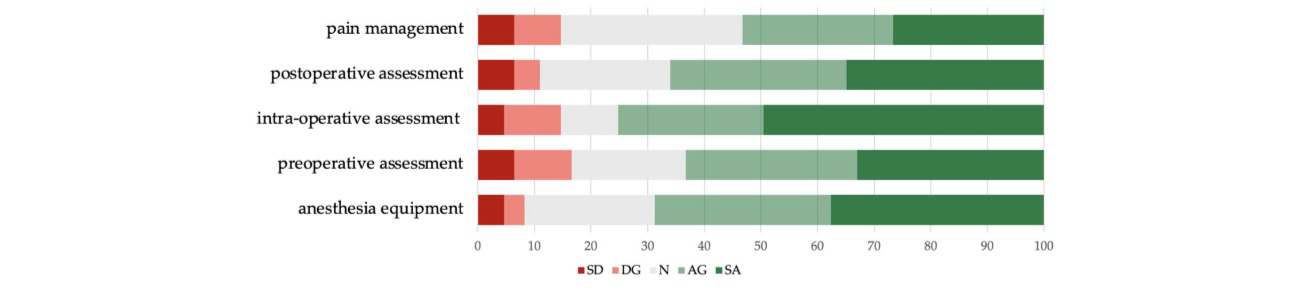 pain management
postoperative assessment
intra-operative assessment
preoperative assessment
anesthesia equipment
0 10 20 30 40 50 60 70 80 90 100
SD DG N AG SA